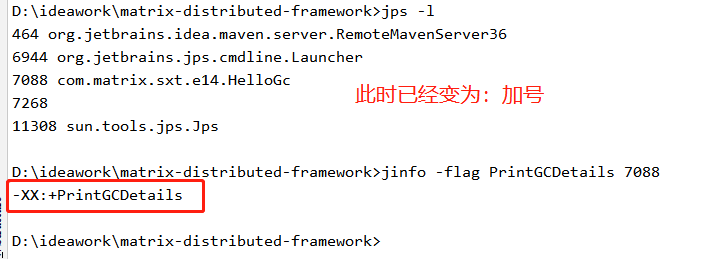 D:\ideawork\matrix-distributed-framework>jps -l
464 org.jetbrains.idea.maven.server.RemoteMavenServer36
6944 org.jetbrains.jps.cmdline.Launcher
7088 com.matrix.sxt.e14.HelloGc
此时已经变为：加号
7268
11308 sun.tools.jps.Jps
D:\ideawork\matrix-distributed-framework>jinfo -flag PrintGCDetails 7088
-XX:+PrintGCDetails
D:\ideawork\matrix-distributed-framework>